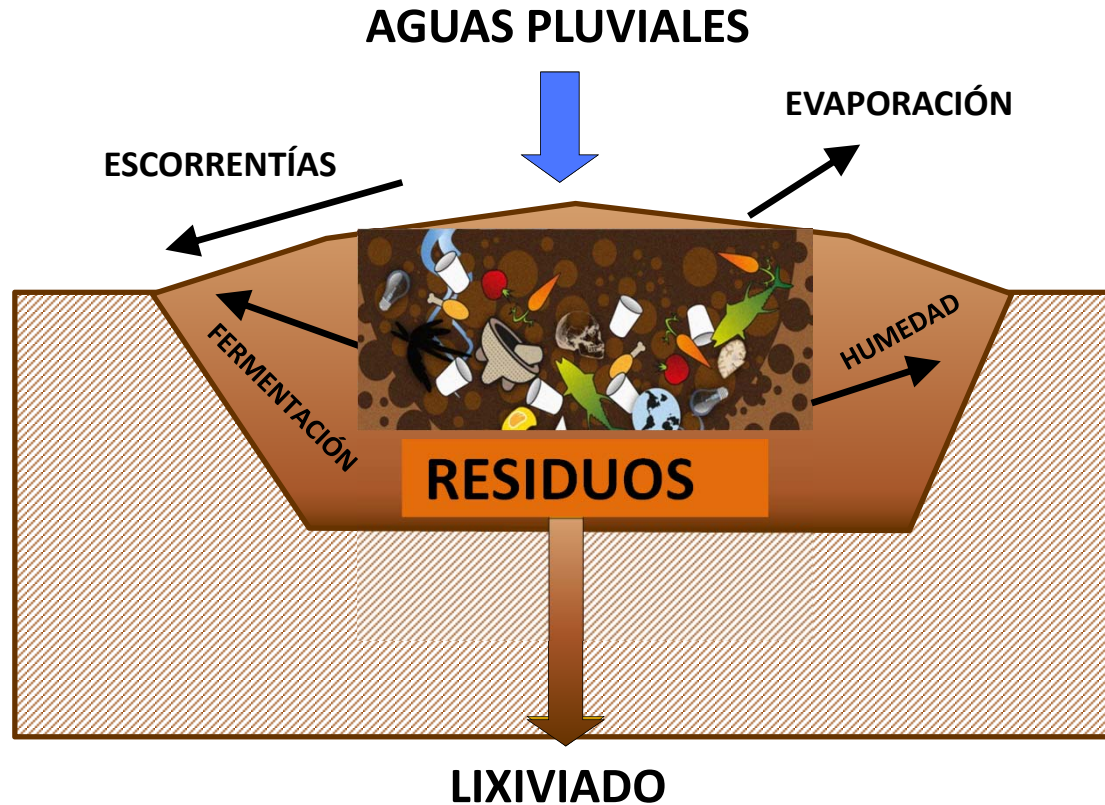 AGUAS PLUVIALES
EVAPORACIÓN
ESCORRENTÍAS
FERMENTACIÓN
HUMEDAD
RESIDUOS
LIXIVIADO